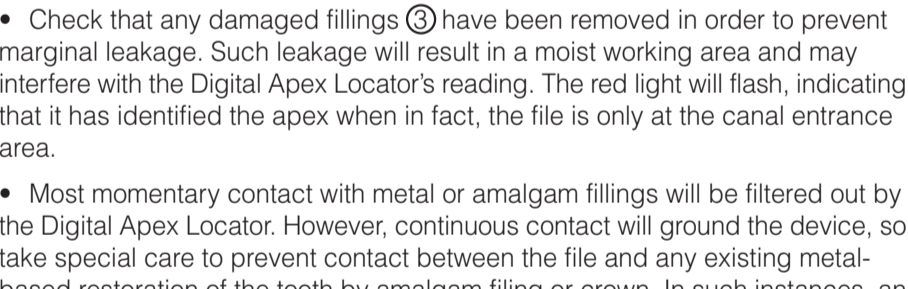 • Check that any damaged fillings ③ have been removed in order to prevent
marginal leakage. Such leakage will result in a moist working area and may
interfere with the Digital Apex Locator’s reading. The red light will flash, indicating
that it has identified the apex when in fact, the file is only at the canal entrance
area.
• Most momentary contact with metal or amalgam fillings will be filtered out by
the Digital Apex Locator. However, continuous contact will ground the device, so
take special care to prevent contact between the file and any existing metal-
based restoration of the tooth by amalgam filing or crown. In such instances, an